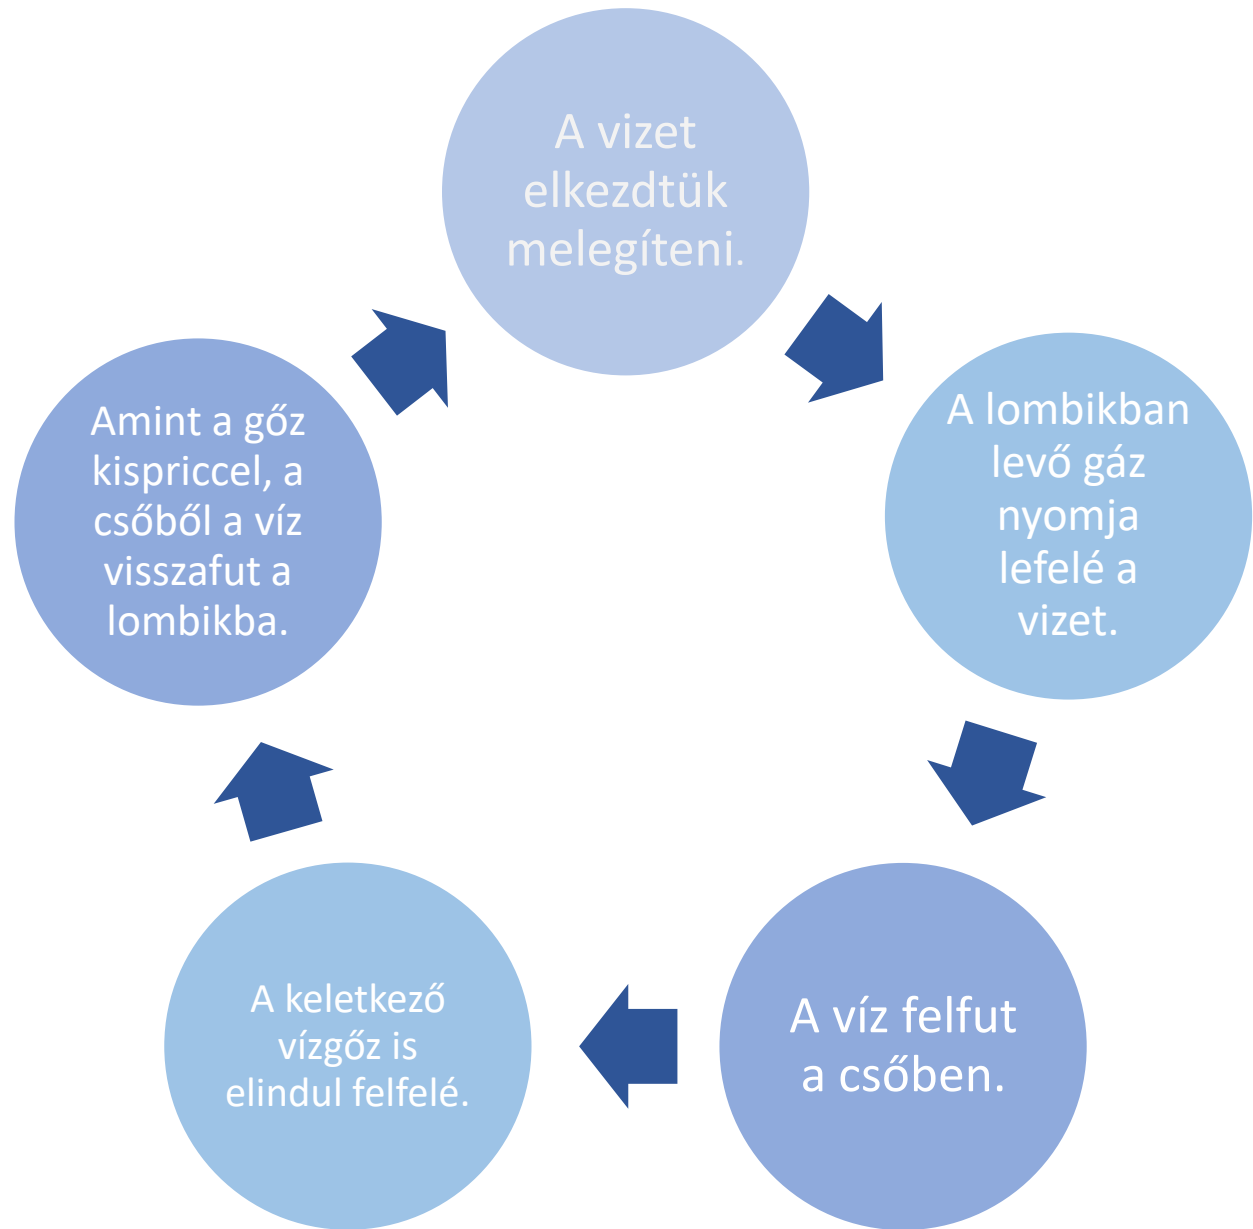 A vizet
elkezdtük
melegíteni.
A lombikban
levő gáz
nyomja
lefelé a
vizet.
A víz felfut
a csőben.
A keletkező
vízgőz is
elindul felfelé.
Amint a gőz
kispriccel, a
csőből a víz
visszafut a
lombikba.